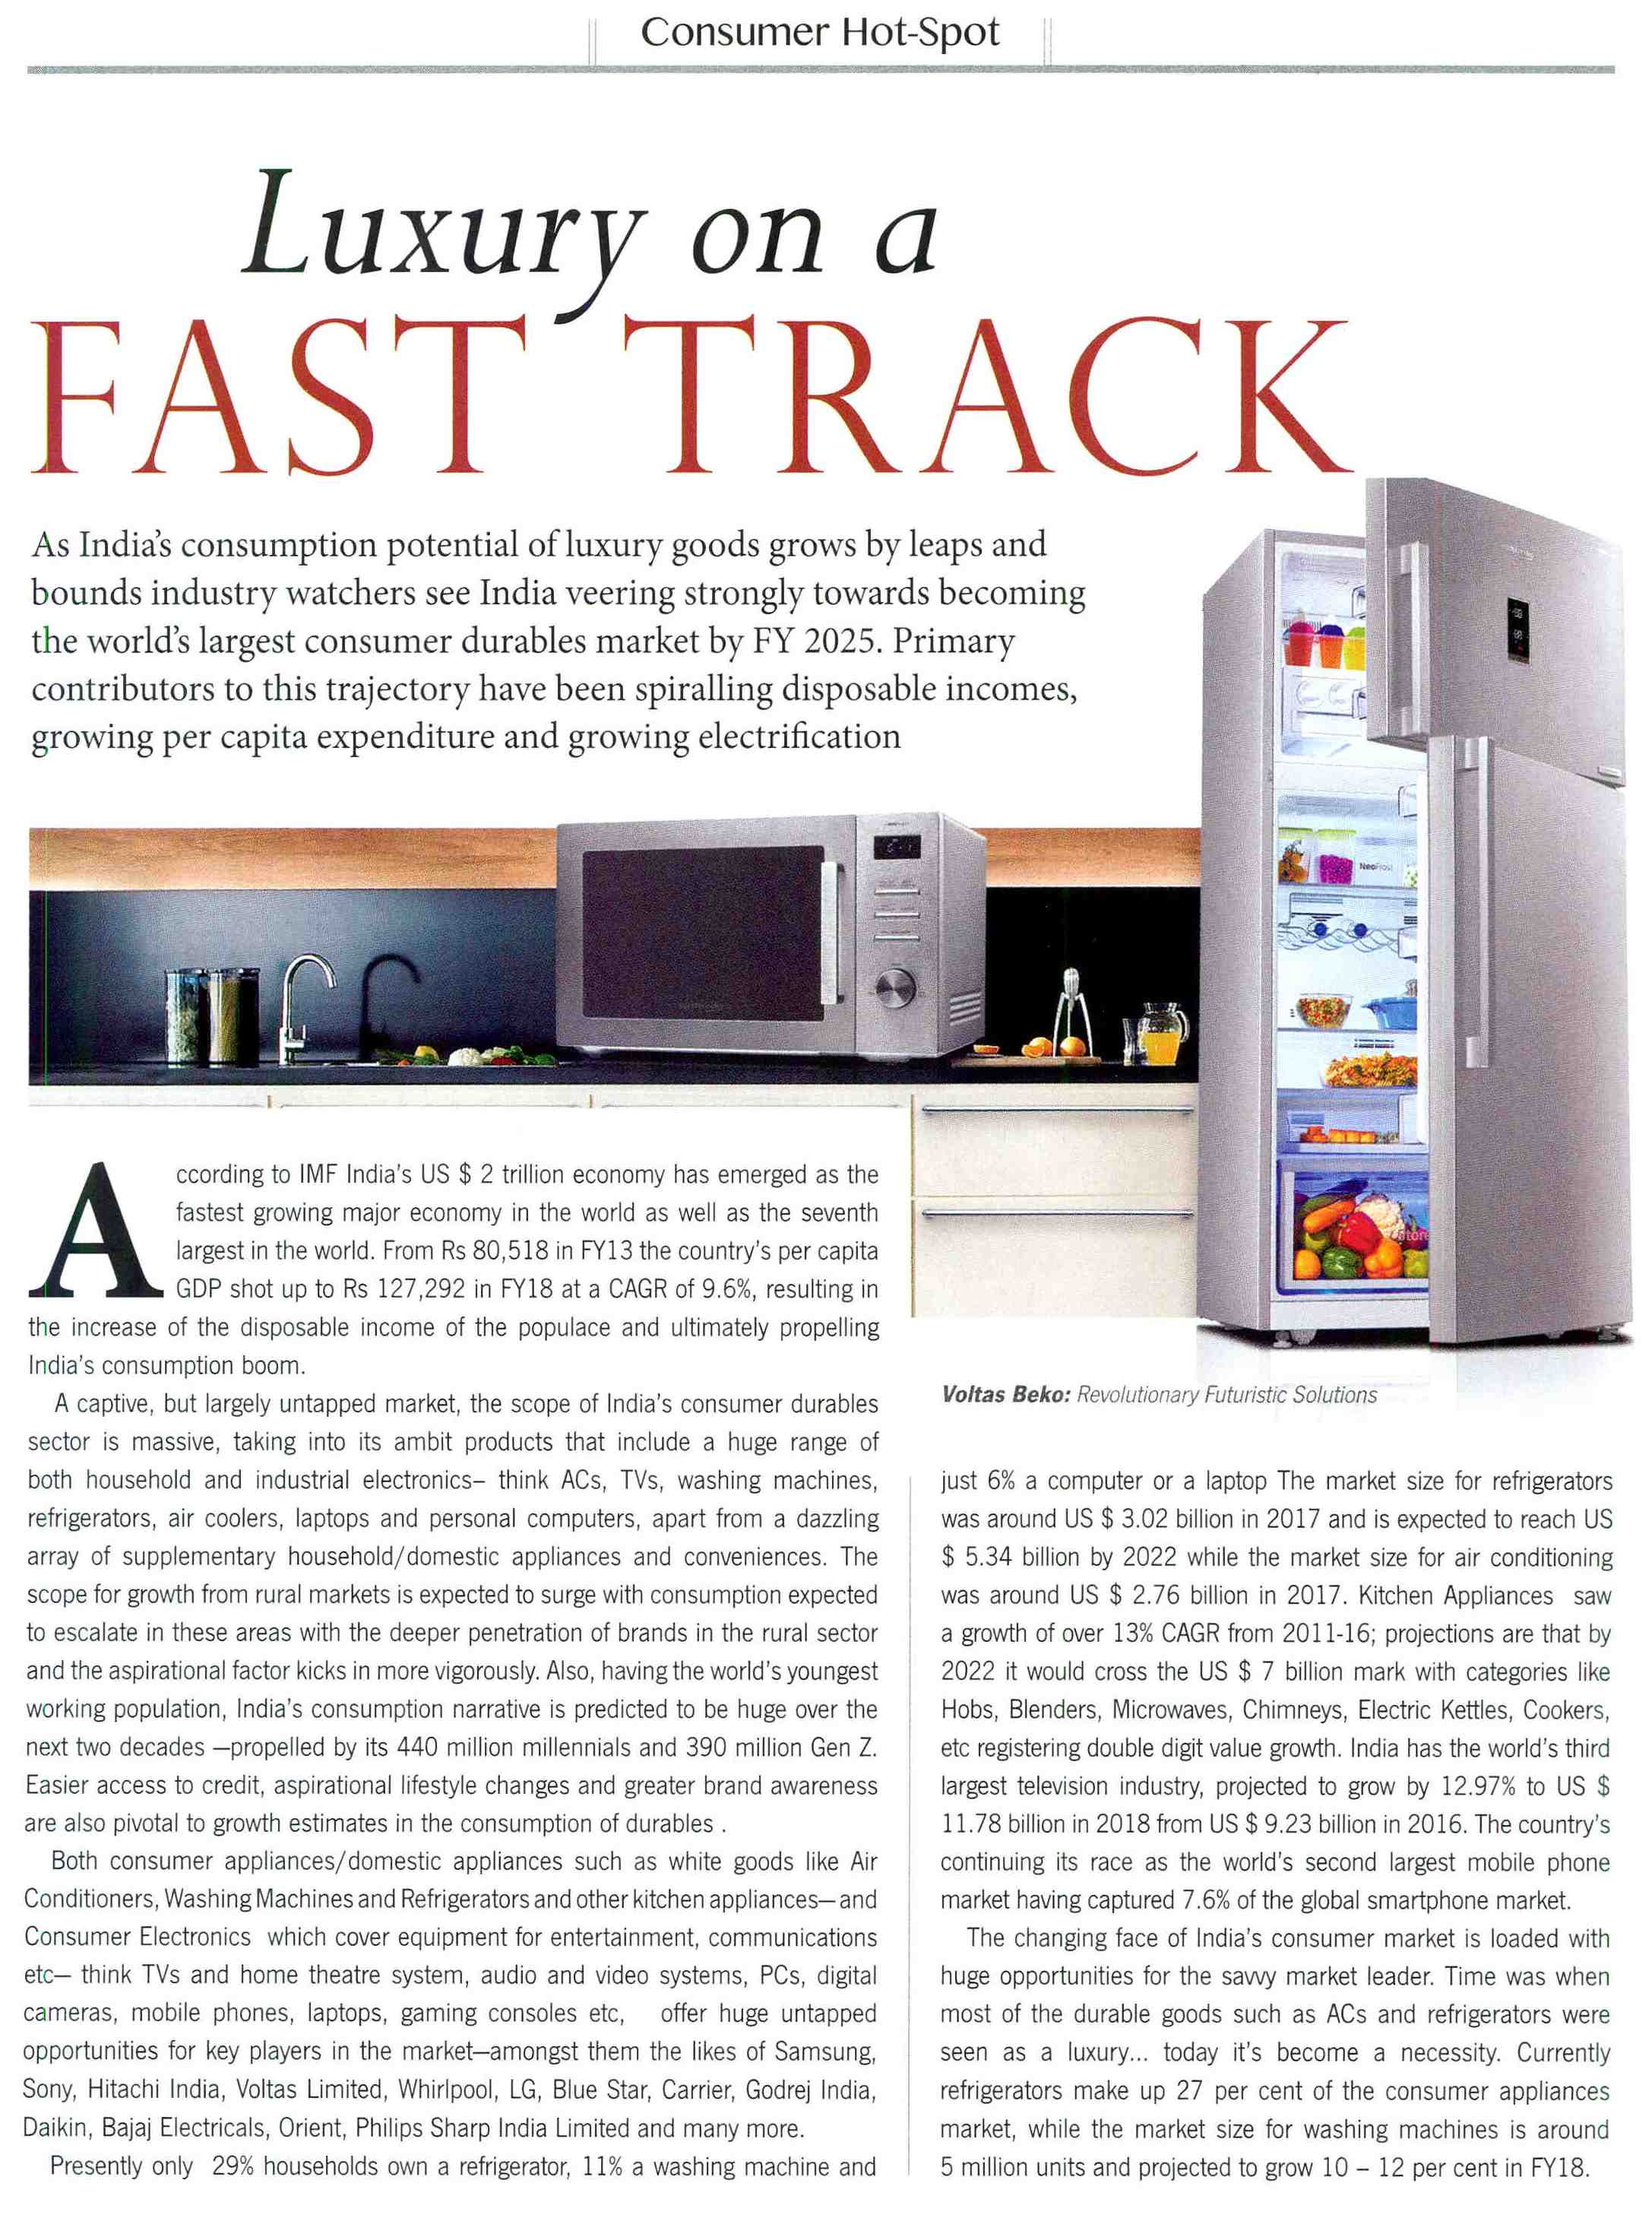 Consumer Hot-Spot
Luxury on a
FAST TRACK
As India's consumption potential of luxury goods grows by leaps and
bounds industry watchers see India veering strongly towards becoming
the world's largest consumer durables market by FY 2025. Primary
contributors to this trajectory have been spiralling disposable incomes,
growing per capita expenditure and growing electrification
NeoFrost
According to IMF India's US $ 2 trillion economy has emerged as the
fastest growing major economy in the world as well as the seventh
largest in the world. From Rs 80,518 in FY13 the country's per capita
GDP shot up to Rs 127,292 in FY18 at a CAGR of 9.6%, resulting in
the increase of the disposable income of the populace and ultimately propelling
India's consumption boom.
A captive, but largely untapped market, the scope of India's consumer durables
sector is massive, taking into its ambit products that include a huge range of
both household and industrial electronics– think ACs, TVs, washing machines,
refrigerators, air coolers, laptops and personal computers, apart from a dazzling
array of supplementary household/domestic appliances and conveniences. The
scope for growth from rural markets is expected to surge with consumption expected
to escalate in these areas with the deeper penetration of brands in the rural sector
and the aspirational factor kicks in more vigorously. Also, having the world's youngest
working population, India's consumption narrative is predicted to be huge over the
next two decades –propelled by its 440 million millennials and 390 million Gen Z.
Easier access to credit, aspirational lifestyle changes and greater brand awareness
are also pivotal to growth estimates in the consumption of durables .
Both consumer appliances/domestic appliances such as white goods like Air
Conditioners, Washing Machines and Refrigerators and other kitchen appliances–and
Consumer Electronics which cover equipment for entertainment, communications
etc– think TVs and home theatre system, audio and video systems, PCs, digital
cameras, mobile phones, laptops, gaming consoles etc, offer huge untapped
opportunities for key players in the market–amongst them the likes of Samsung,
Sony, Hitachi India, Voltas Limited, Whirlpool, LG, Blue Star, Carrier, Godrej India,
Daikin, Bajaj Electricals, Orient, Philips Sharp India Limited and many more.
Presently only 29% households own a refrigerator, 11% a washing machine and
Voltas Beko: Revolutionary Futuristic Solutions
just 6% a computer or a laptop The market size for refrigerators
was around US $ 3.02 billion in 2017 and is expected to reach US
$ 5.34 billion by 2022 while the market size for air conditioning
was around US $ 2.76 billion in 2017. Kitchen Appliances saw
a growth of over 13% CAGR from 2011-16; projections are that by
2022 it would cross the US $ 7 billion mark with categories like
Hobs, Blenders, Microwaves, Chimneys, Electric Kettles, Cookers,
etc registering double digit value growth. India has the world's third
largest television industry, projected to grow by 12.97% to US $
11.78 billion in 2018 from US $ 9.23 billion in 2016. The country's
continuing its race as the world's second largest mobile phone
market having captured 7.6% of the global smartphone market.
The changing face of India's consumer market is loaded with
huge opportunities for the savvy market leader. Time was when
most of the durable goods such as ACs and refrigerators were
seen as a luxury... today it's become a necessity. Currently
refrigerators make up 27 per cent of the consumer appliances
market, while the market size for washing machines is around
5 million units and projected to grow 10 – 12 per cent in FY18.